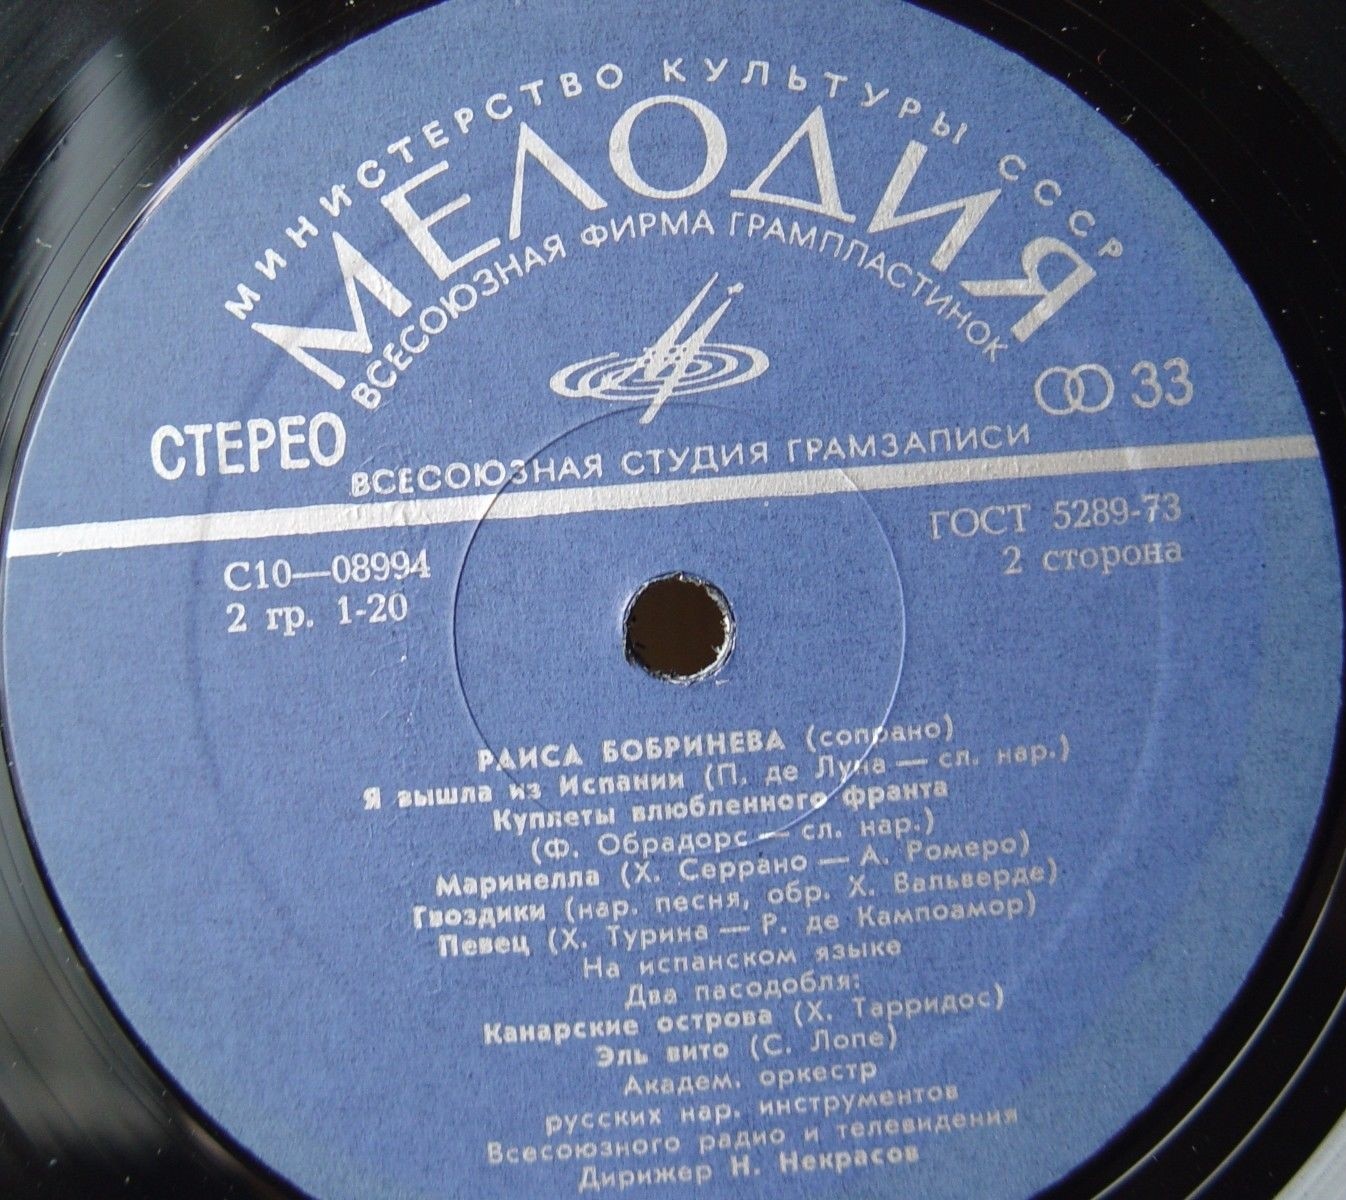 МИНИСТЕРСТВО КУЛЬТУРЫ СССР
МЕЛОДИЯ
ВСЕСОЮЗНАЯ ФИРМА ГРАМПЛАСТИНОК
33
СТЕРЕО
ВСЕСОЮЗНАЯ СТУДИЯ ГРАМЗАПИСИ
ГОСТ 5289-73
2 сторона
С10—08994
2 гр. 1-20
РАИСА БОБРИНЕВА (сопрано)
Я вышла из Испании (П. де Луна — сл. нар.)
Куплеты влюбленного франта
(Ф. Обрадорс — сл. нар.)
Маринелла (Х. Серрано — А. Ромеро)
Гвоздики (нар. песня, обр. Х. Вальверде)
Певец (Х. Турина — Р. де Кампоамор)
На испанском языке
Два пасодобля:
Канарские острова (Х. Тарридос)
Эль вито (С. Лопе)
Академ. оркестр
русских нар. инструментов
Всесоюзного радио и телевидения
Дирижер Н. Некрасов